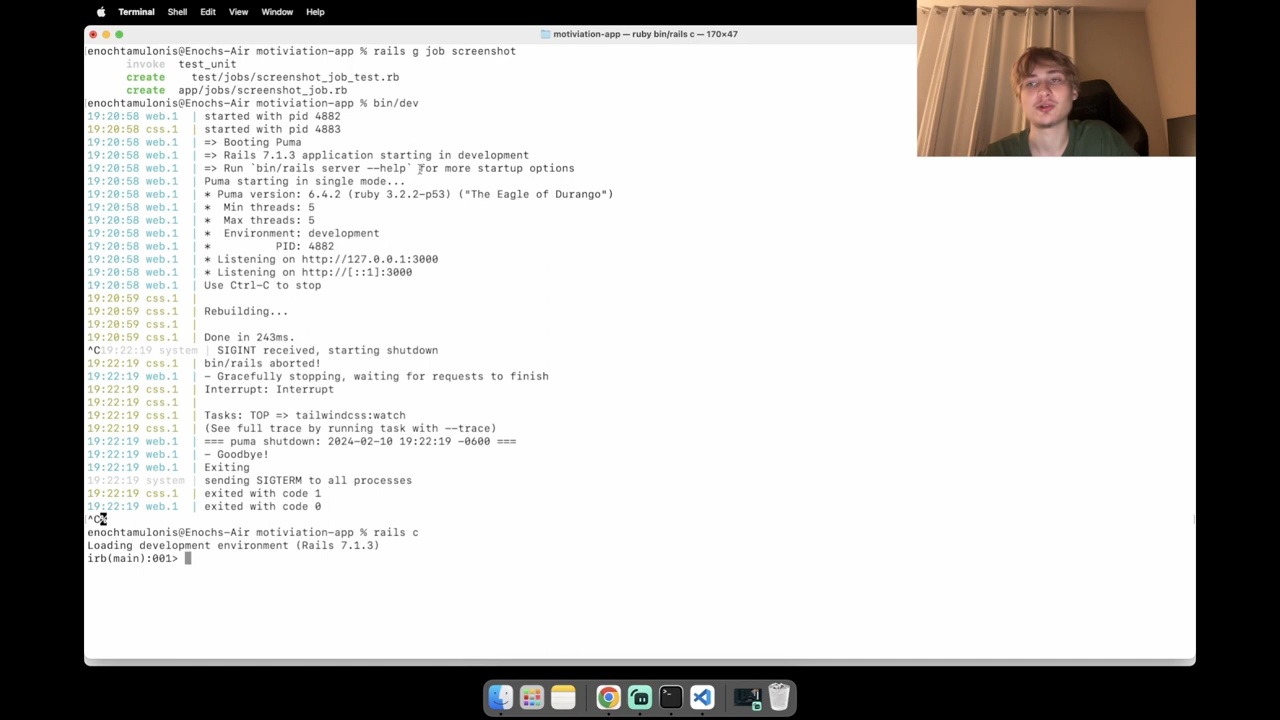 Terminal Shell Edit View Window Help
motiviation-app — ruby bin/rails c — 170×47
enochtamulonis@Enochs-Air motiviation-app % rails g job screenshot
invoke test_unit
create test/jobs/screenshot_job_test.rb
create app/jobs/screenshot_job.rb
enochtamulonis@Enochs-Air motiviation-app % bin/dev
19:20:58 web.1 | started with pid 4882
19:20:58 css.1 | started with pid 4883
19:20:58 web.1 | => Booting Puma
19:20:58 web.1 | => Rails 7.1.3 application starting in development
19:20:58 web.1 | => Run `bin/rails server --help` for more startup options
19:20:58 web.1 | Puma starting in single mode...
19:20:58 web.1 | * Puma version: 6.4.2 (ruby 3.2.2-p53) ("The Eagle of Durango")
19:20:58 web.1 | * Min threads: 5
19:20:58 web.1 | * Max threads: 5
19:20:58 web.1 | * Environment: development
19:20:58 web.1 | * PID: 4882
19:20:58 web.1 | * Listening on http://127.0.0.1:3000
19:20:58 web.1 | * Listening on http://[::1]:3000
19:20:58 web.1 | Use Ctrl-C to stop
19:20:59 css.1 |
19:20:59 css.1 | Rebuilding...
19:20:59 css.1 |
19:20:59 css.1 | Done in 243ms.
^C19:22:19 system | SIGINT received, starting shutdown
19:22:19 css.1 | bin/rails aborted!
19:22:19 web.1 | - Gracefully stopping, waiting for requests to finish
19:22:19 css.1 | Interrupt: Interrupt
19:22:19 css.1 |
19:22:19 css.1 | Tasks: TOP => tailwindcss:watch
19:22:19 css.1 | (See full trace by running task with --trace)
19:22:19 web.1 | === puma shutdown: 2024-02-10 19:22:19 -0600 ===
19:22:19 web.1 | - Goodbye!
19:22:19 web.1 | Exiting
19:22:19 system | sending SIGTERM to all processes
19:22:19 css.1 | exited with code 1
19:22:19 web.1 | exited with code 0
^C%
enochtamulonis@Enochs-Air motiviation-app % rails c
Loading development environment (Rails 7.1.3)
irb(main):001>